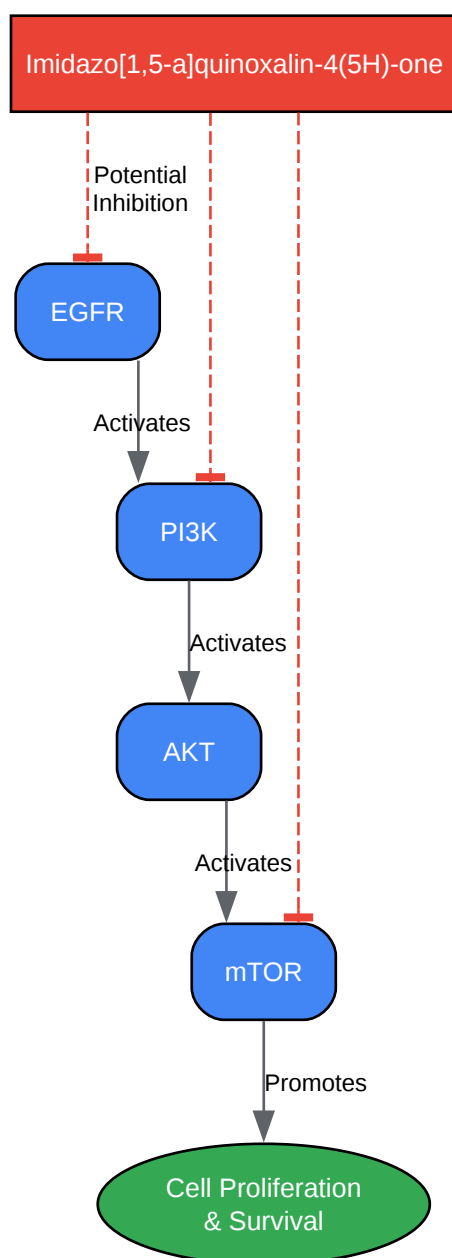 Imidazo[1,5-a]quinoxalin-4(5H)-one
Potential
Inhibition
EGFR
Activates
PI3K
Activates
AKT
Activates
mTOR
Promotes
Cell Proliferation
& Survival